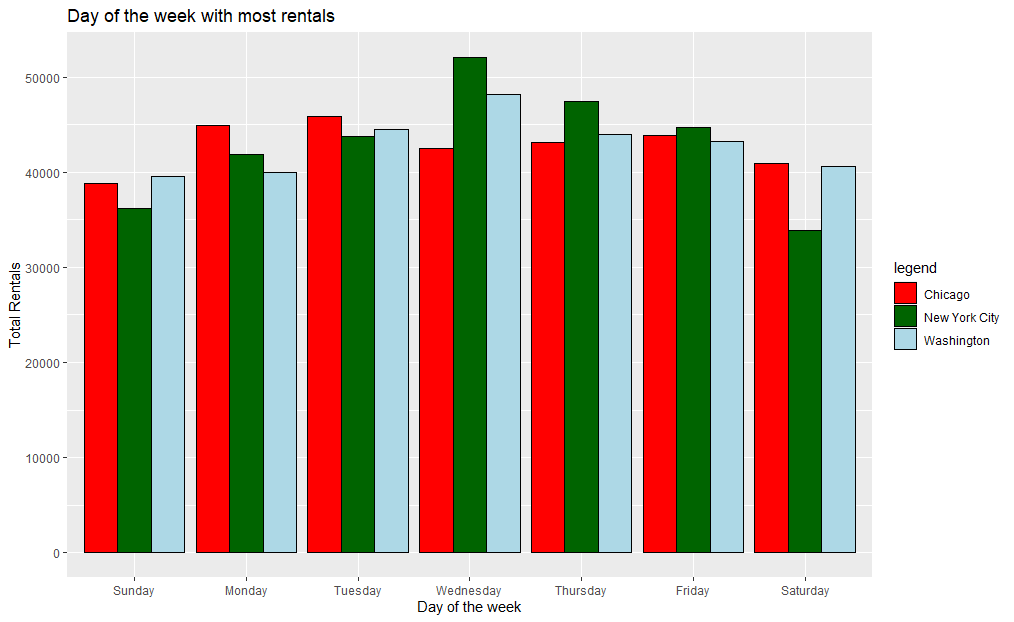 Day of the week with most rentals
Total Rentals
50000
40000
30000
20000
10000
0
Sunday Monday Tuesday Wednesday Thursday Friday Saturday
Day of the week
legend
Chicago
New York City
Washington